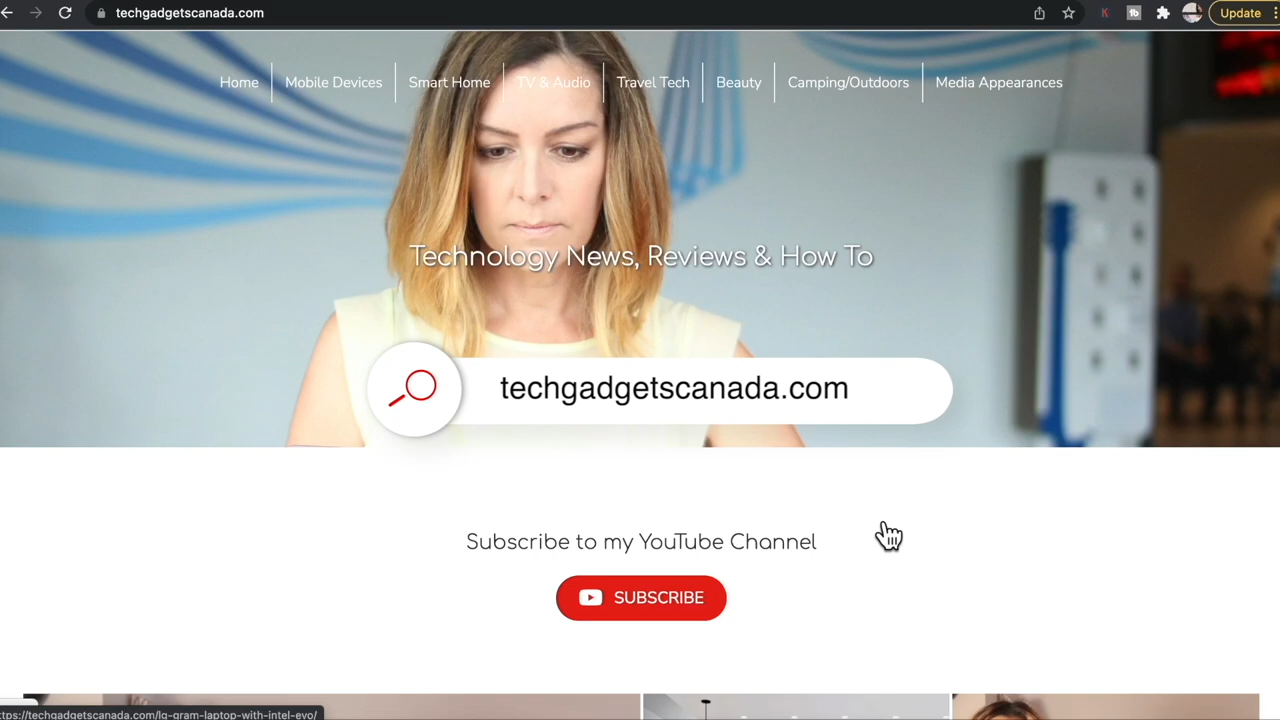 techgadgetscanada.com
Update
Home
Mobile Devices
Smart Home
TV & Audio
Travel Tech
Beauty
Camping/Outdoors
Media Appearances
Technology News, Reviews & How To
techgadgetscanada.com
Subscribe to my YouTube Channel
SUBSCRIBE
ttps://techgadgetscanada.com/lg-gram-laptop-with-intel-evo/